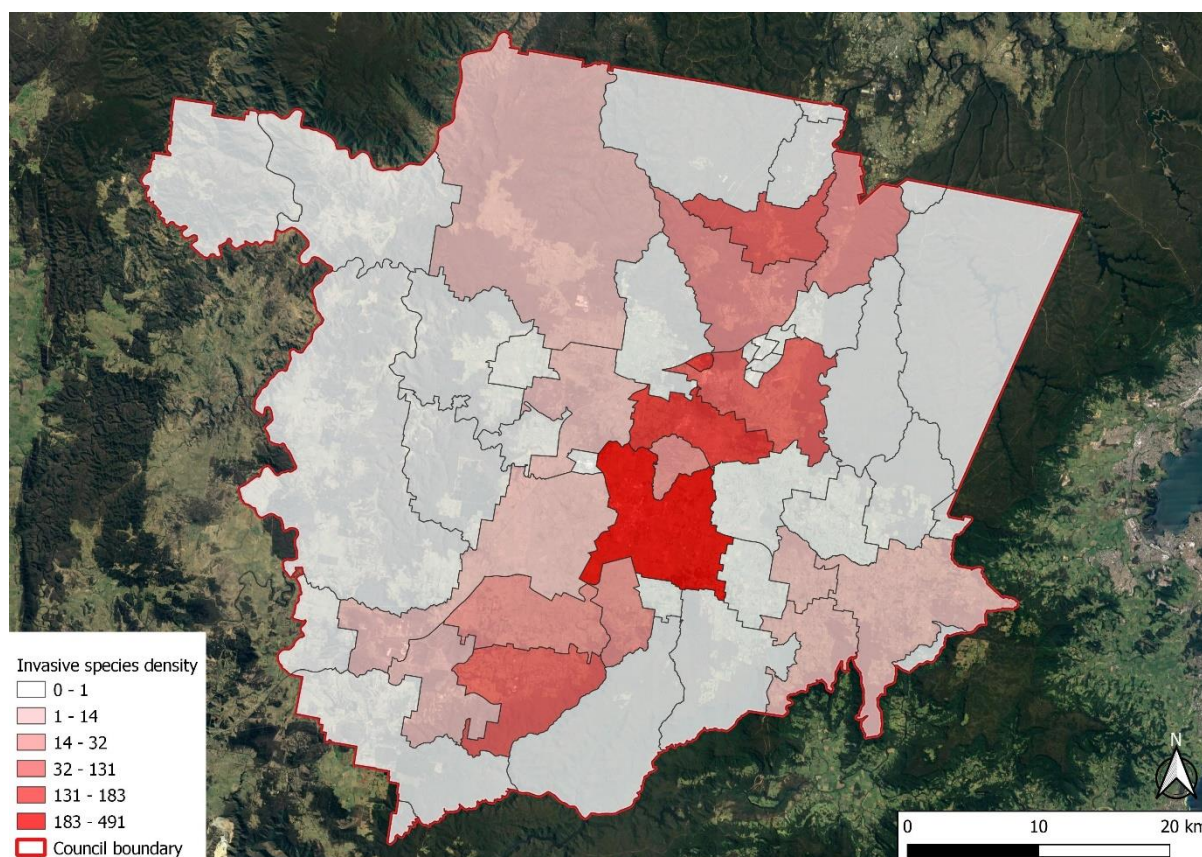 Invasive species density
0 - 1
1 - 14
14 - 32
32 - 131
131 - 183
183 - 491
Council boundary
N
0 10 20 km